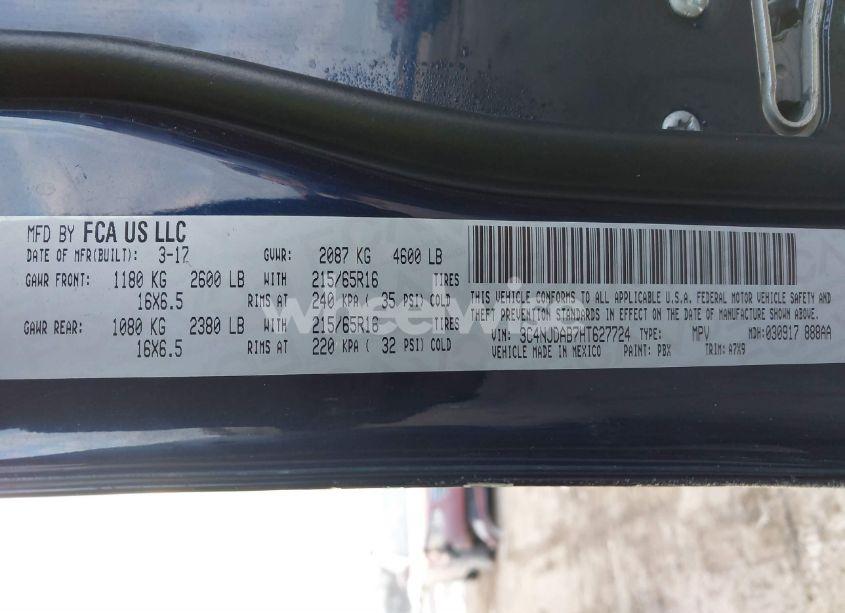 MFD BY FCA US LLC
DATE OF MFR(BUILT): 3-17 GVWR: 2087 KG 4600 LB
GAWR FRONT: 1180 KG 2600 LB WITH 215/65R16 TIRES
16X6.5 RIMS AT 240 KPA ( 35 PSI) COLD
GAWR REAR: 1080 KG 2380 LB WITH 215/65R16 TIRES
16X6.5 RIMS AT 220 KPA ( 32 PSI) COLD
THIS VEHICLE CONFORMS TO ALL APPLICABLE U.S.A. FEDERAL MOTOR VEHICLE SAFETY AND
THEFT PREVENTION STANDARDS IN EFFECT ON THE DATE OF MANUFACTURE SHOWN ABOVE.
VIN: 3C4NJDAB7HT627724 TYPE: MPV MDH: 030917 888AA
VEHICLE MADE IN MEXICO PAINT: PBX TRIM: A7X9